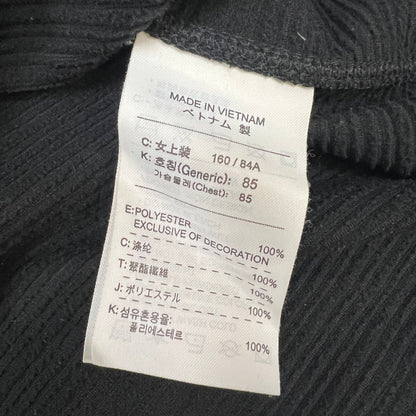 MADE IN VIETNAM
ベトナム 製
C: 女上装 160 / 84A
K: 호칭(Generic): 85
가슴둘레(Chest): 85
E:POLYESTER 100%
EXCLUSIVE OF DECORATION
C: 涤纶 100%
T: 聚酯纖維 100%
J: ポリエステル 100%
K: 섬유혼용율:
폴리에스테르 100%